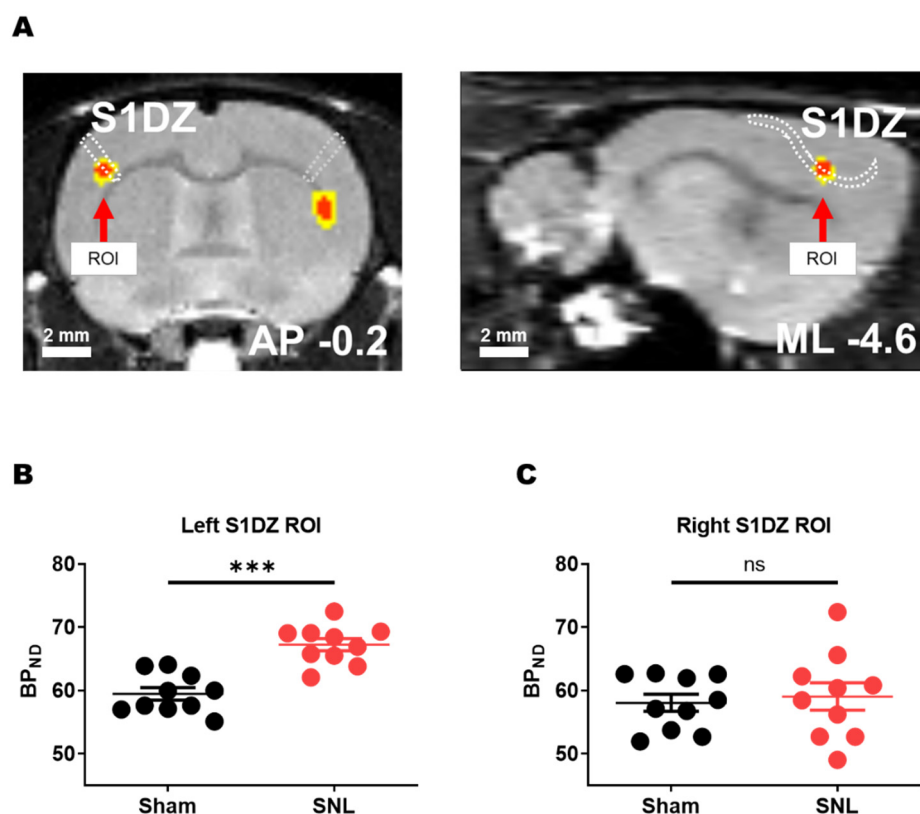 A
S1DZ
ROI
2 mm
AP -0.2
S1DZ
ROI
2 mm
ML -4.6
B
Left S1DZ ROI
***
80
70
60
50
BPND
Sham
SNL
C
Right S1DZ ROI
ns
80
70
60
50
BPND
Sham
SNL